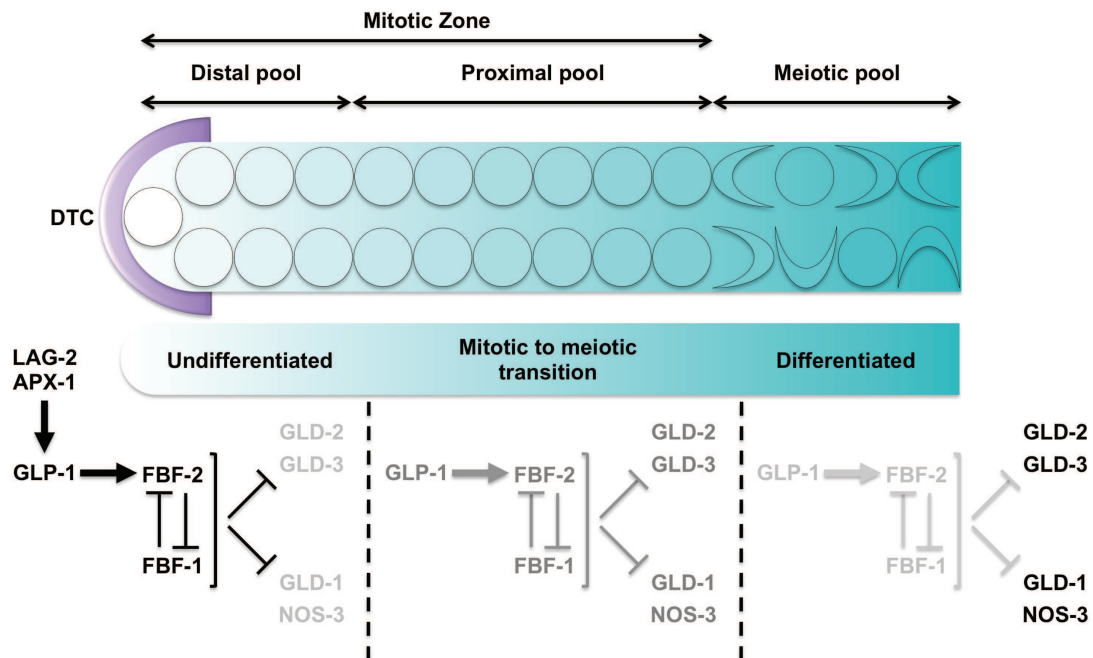 Mitotic Zone
Distal pool
Proximal pool
Meiotic pool
DTC
Undifferentiated
Mitotic to meiotic
transition
Differentiated
LAG-2
APX-1
GLP-1
FBF-2
FBF-1
GLD-2
GLD-3
GLD-1
NOS-3
GLP-1
FBF-2
FBF-1
GLD-2
GLD-3
GLD-1
NOS-3
GLP-1
FBF-2
FBF-1
GLD-2
GLD-3
GLD-1
NOS-3